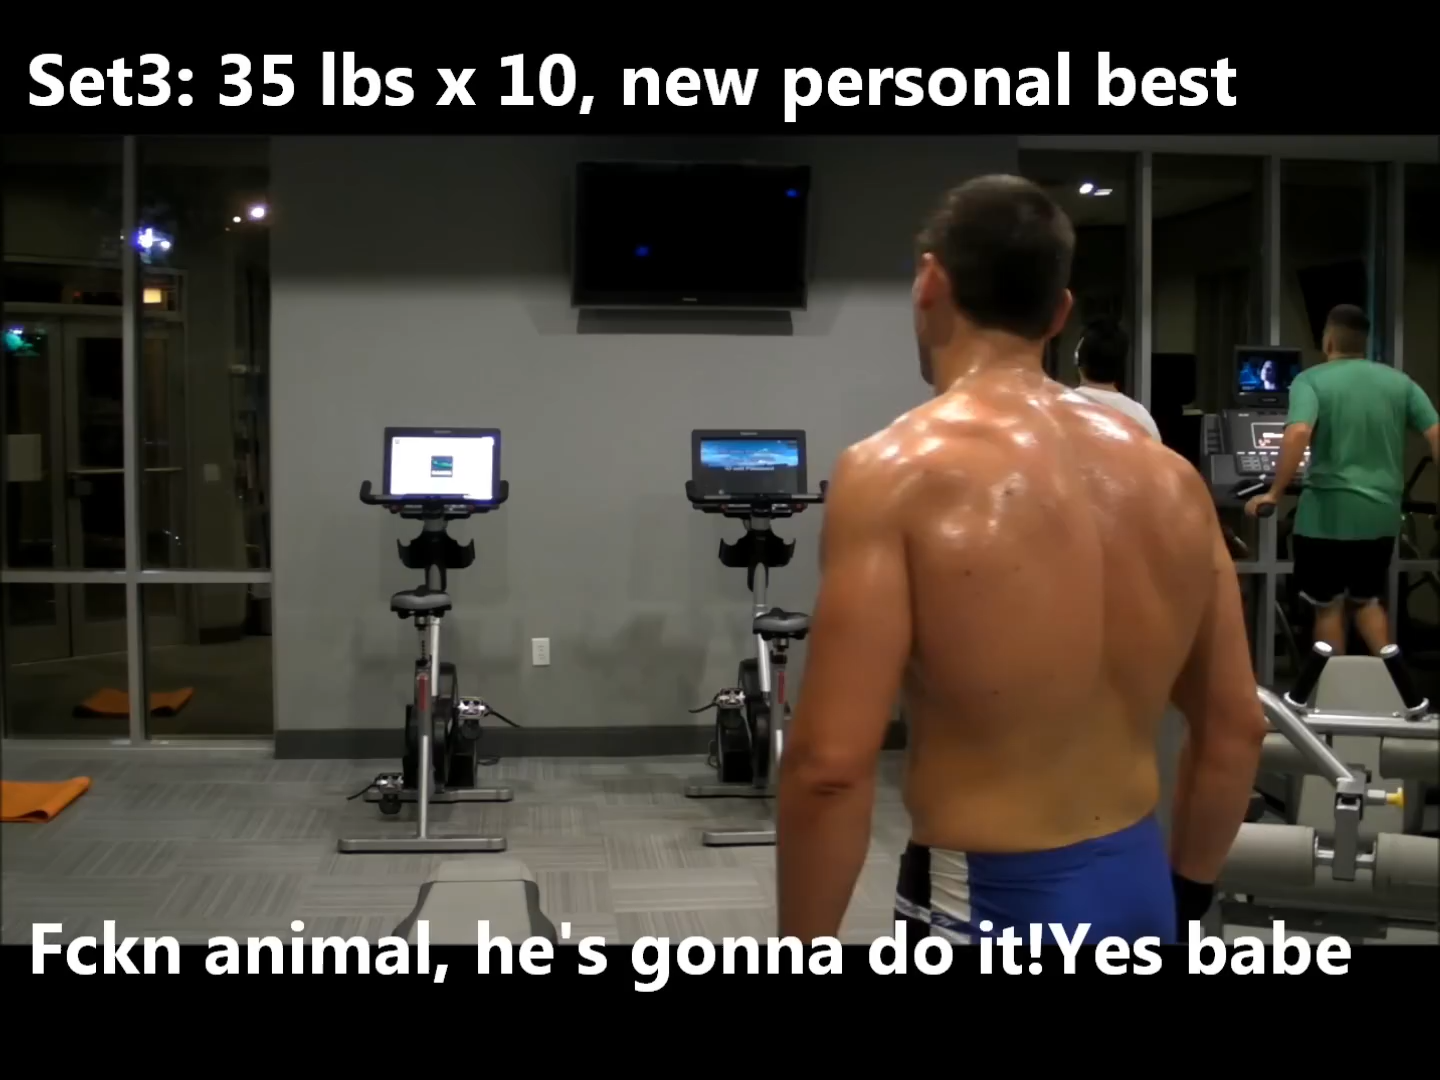 Set3: 35 lbs x 10, new personal best
Fckn animal, he's gonna do it!Yes babe